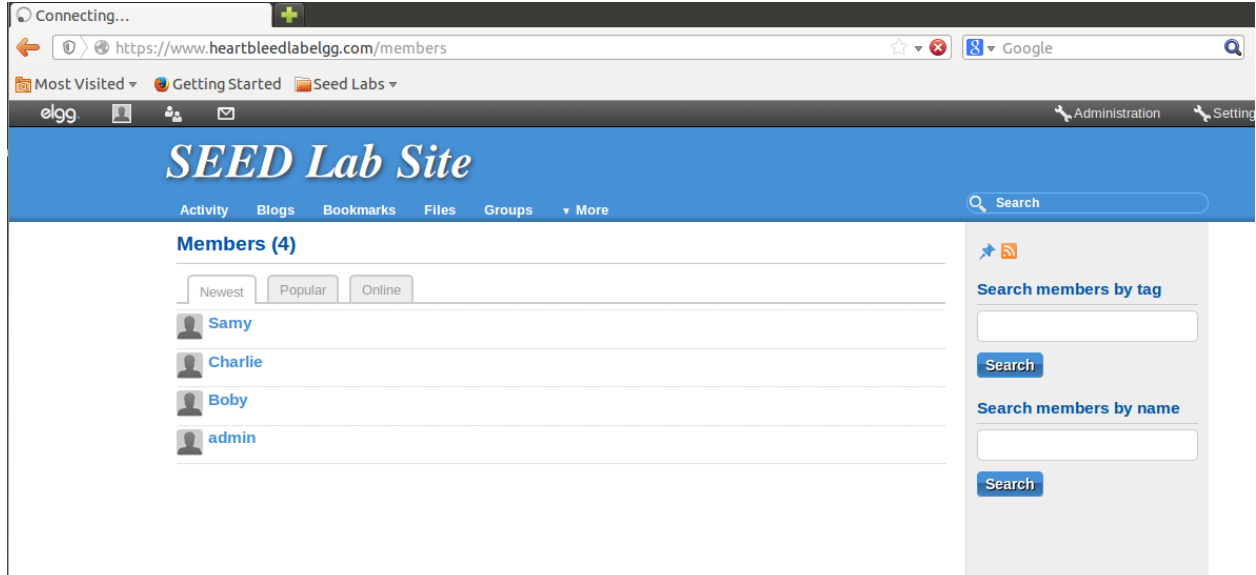 Connecting...
https://www.heartbleedlabelgg.com/members
Google
Most Visited Getting Started Seed Labs
elgg. Administration Setting
SEED Lab Site
Activity Blogs Bookmarks Files Groups More
Search
Members (4)
Newest Popular Online
Samy
Charlie
Boby
admin
Search members by tag
Search
Search members by name
Search